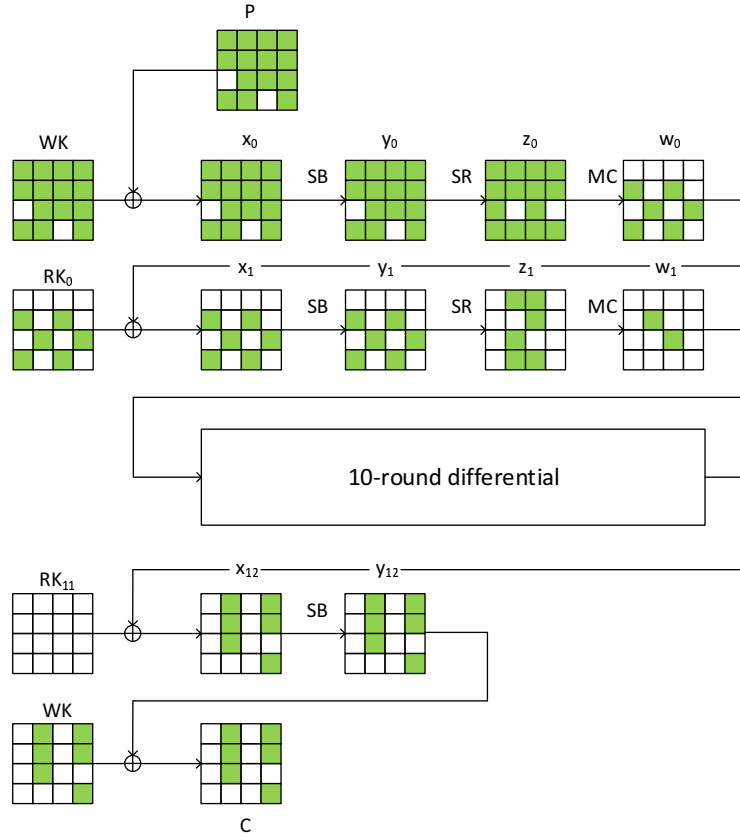 P
WK x₀ SB y₀ SR z₀ MC w₀
RK₀ x₁ SB y₁ SR z₁ MC w₁
10-round differential
RK₁₁ x₁₂ SB y₁₂
WK
C